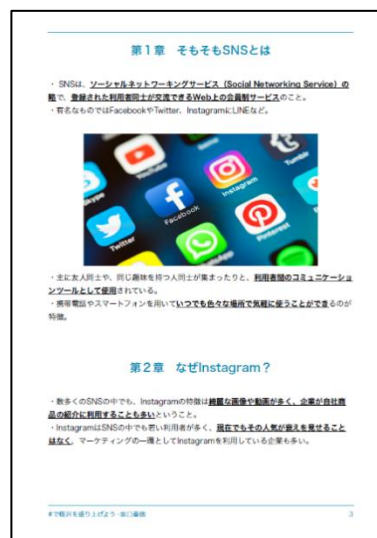 第1章 そもそもSNSとは
・ SNSは、ソーシャルネットワーキングサービス（Social Networking Service）の
略で、登録された利用者同士が交流できるWeb上の会員制サービスのこと。
・有名なものではFacebookやTwitter、InstagramにLINEなど。
YouTube
Tumblr
Skype
Facebook
Instagram
Twitter
Pinterest
WhatsApp
・主に友人同士や、同じ趣味を持つ人同士が集まったりと、利用者間のコミュニケーショ
ンツールとして使用されている。
・携帯電話やスマートフォンを用いていつでも色々な場所で気軽に使うことができるのが
特徴。
第2章 なぜInstagram？
・数多くのSNSの中でも、Instagramの特徴は綺麗な画像や動画が多く、企業が自社商
品の紹介に利用することも多いということ。
・InstagramはSNSの中でも若い利用者が多く、現在でもその人気が衰えを見せること
はなく、マーケティングの一環としてInstagramを利用している企業も多い。
3